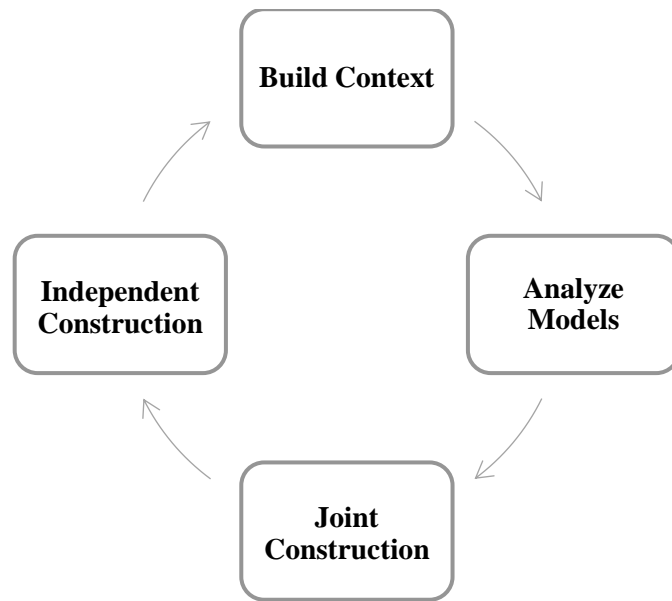 Build Context
Analyze
Models
Joint
Construction
Independent
Construction